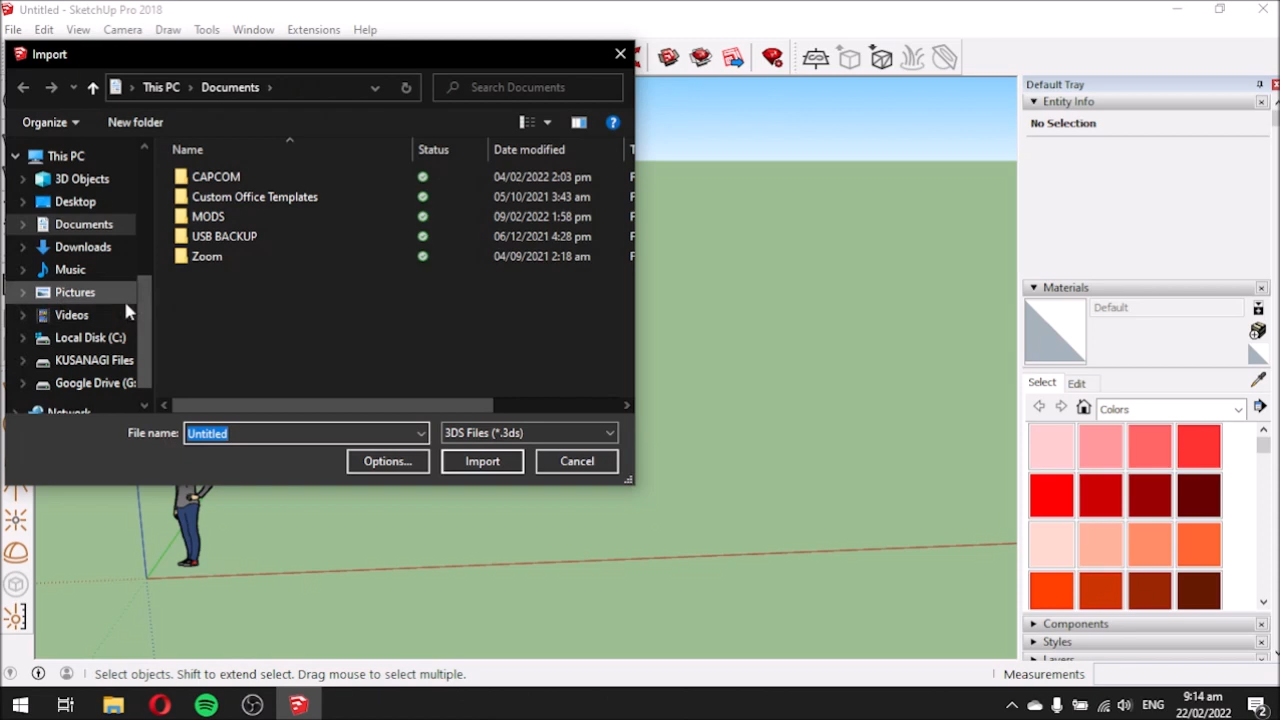 Untitled - SketchUp Pro 2018
File Edit View Camera Draw Tools Window Extensions Help
Import
This PC > Documents >
Search Documents
Organize
New folder
This PC
3D Objects
Desktop
Documents
Downloads
Music
Pictures
Videos
Local Disk (C:)
KUSANAGI Files
Google Drive (G:
Network
Name Status Date modified T
CAPCOM 04/02/2022 2:03 pm F
Custom Office Templates 05/10/2021 3:43 am F
MODS 09/02/2022 1:58 pm F
USB BACKUP 06/12/2021 4:28 pm F
Zoom 04/09/2021 2:18 am F
File name: Untitled 3DS Files (*.3ds)
Options... Import Cancel
Default Tray
Entity Info
No Selection
Materials
Default
Select Edit
Colors
Components
Styles
Layers
Select objects. Shift to extend select. Drag mouse to select multiple.
Measurements
ENG
9:14 am
22/02/2022
2